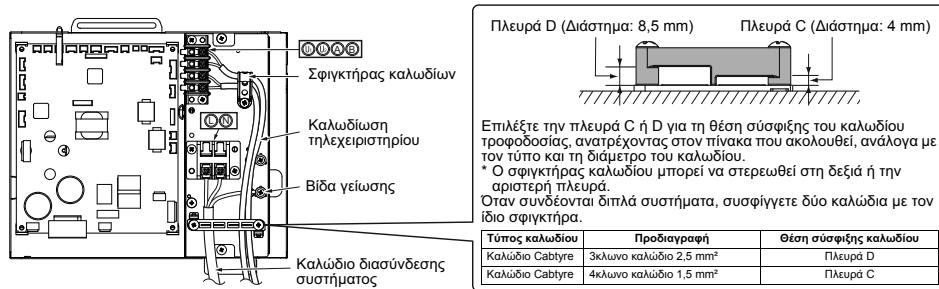 Ⓤ Ⓤ Ⓐ Ⓑ
Σφιγκτήρας καλωδίων
Ⓛ Ⓝ
Καλωδίωση
τηλεχειριστηρίου
Βίδα γείωσης
Καλώδιο διασύνδεσης
συστήματος
Πλευρά D (Διάστημα: 8,5 mm)
Πλευρά C (Διάστημα: 4 mm)
Επιλέξτε την πλευρά C ή D για τη θέση σύσφιξης του καλωδίου
τροφοδοσίας, ανατρέχοντας στον πίνακα που ακολουθεί, ανάλογα με
τον τύπο και τη διάμετρο του καλωδίου.
* Ο σφιγκτήρας καλωδίου μπορεί να στερεωθεί στη δεξιά ή την
αριστερή πλευρά.
Όταν συνδέονται διπλά συστήματα, συσφίγγετε δύο καλώδια με τον
ίδιο σφιγκτήρα.
Τύπος καλωδίου Προδιαγραφή Θέση σύσφιξης καλωδίου
Καλώδιο Cabtyre 3κλωνο καλώδιο 2,5 mm² Πλευρά D
Καλώδιο Cabtyre 4κλωνο καλώδιο 1,5 mm² Πλευρά C